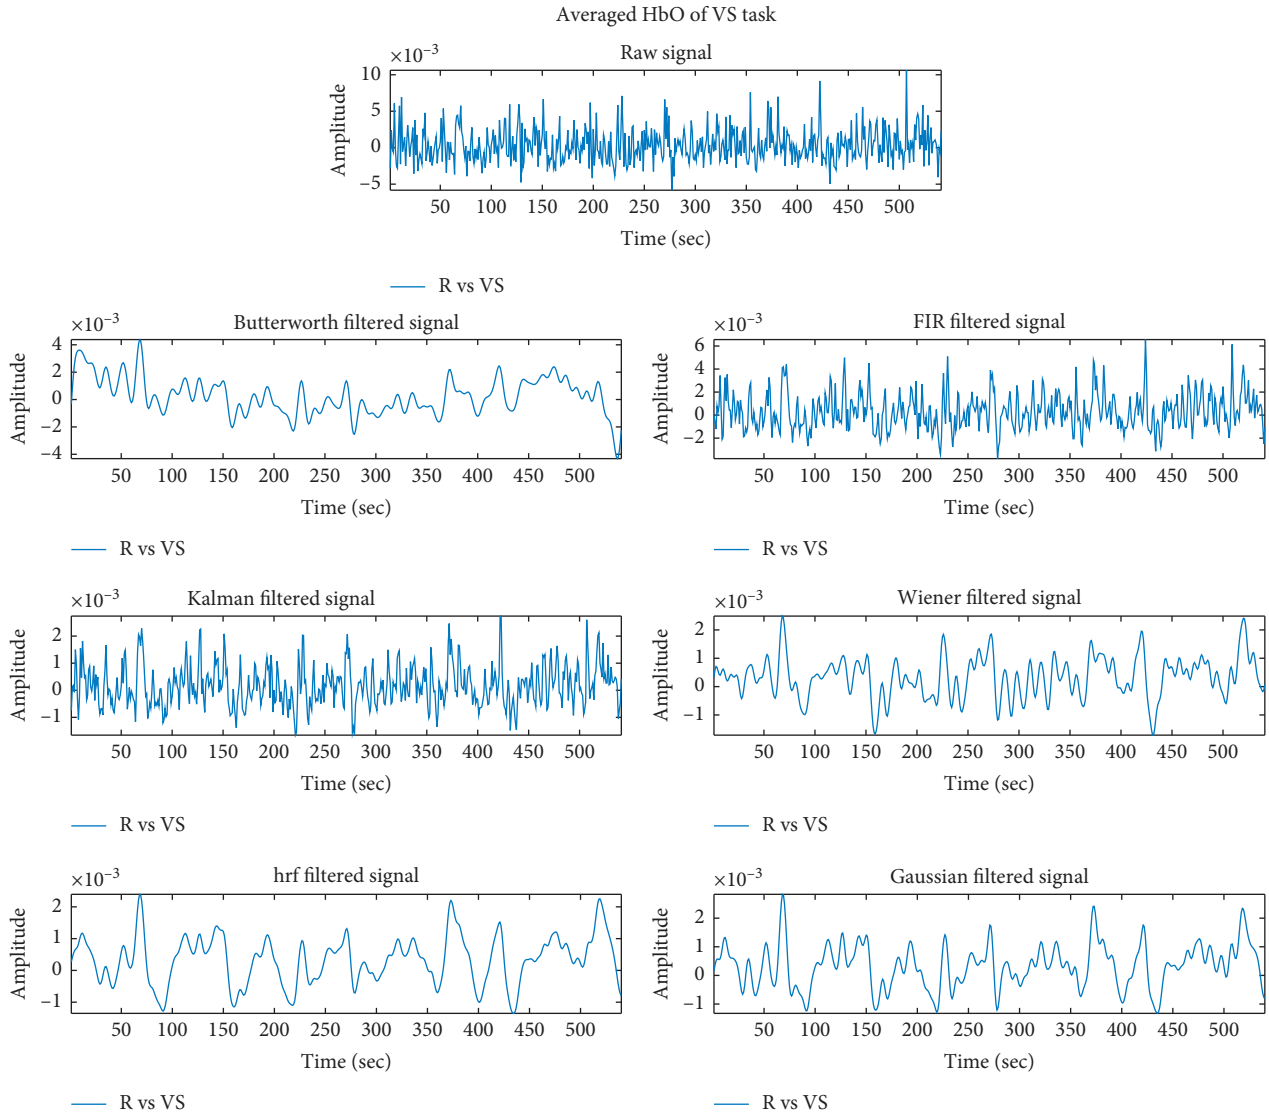 Averaged HbO of VS task
Raw signal
×10⁻³
Amplitude
10
5
0
−5
50 100 150 200 250 300 350 400 450 500
Time (sec)
R vs VS
Butterworth filtered signal
×10⁻³
Amplitude
4
2
0
−2
−4
50 100 150 200 250 300 350 400 450 500
Time (sec)
R vs VS
FIR filtered signal
×10⁻³
Amplitude
6
4
2
0
−2
50 100 150 200 250 300 350 400 450 500
Time (sec)
R vs VS
Kalman filtered signal
×10⁻³
Amplitude
2
1
0
−1
50 100 150 200 250 300 350 400 450 500
Time (sec)
R vs VS
Wiener filtered signal
×10⁻³
Amplitude
2
1
0
−1
50 100 150 200 250 300 350 400 450 500
Time (sec)
R vs VS
hrf filtered signal
×10⁻³
Amplitude
2
1
0
−1
50 100 150 200 250 300 350 400 450 500
Time (sec)
R vs VS
Gaussian filtered signal
×10⁻³
Amplitude
2
1
0
−1
50 100 150 200 250 300 350 400 450 500
Time (sec)
R vs VS